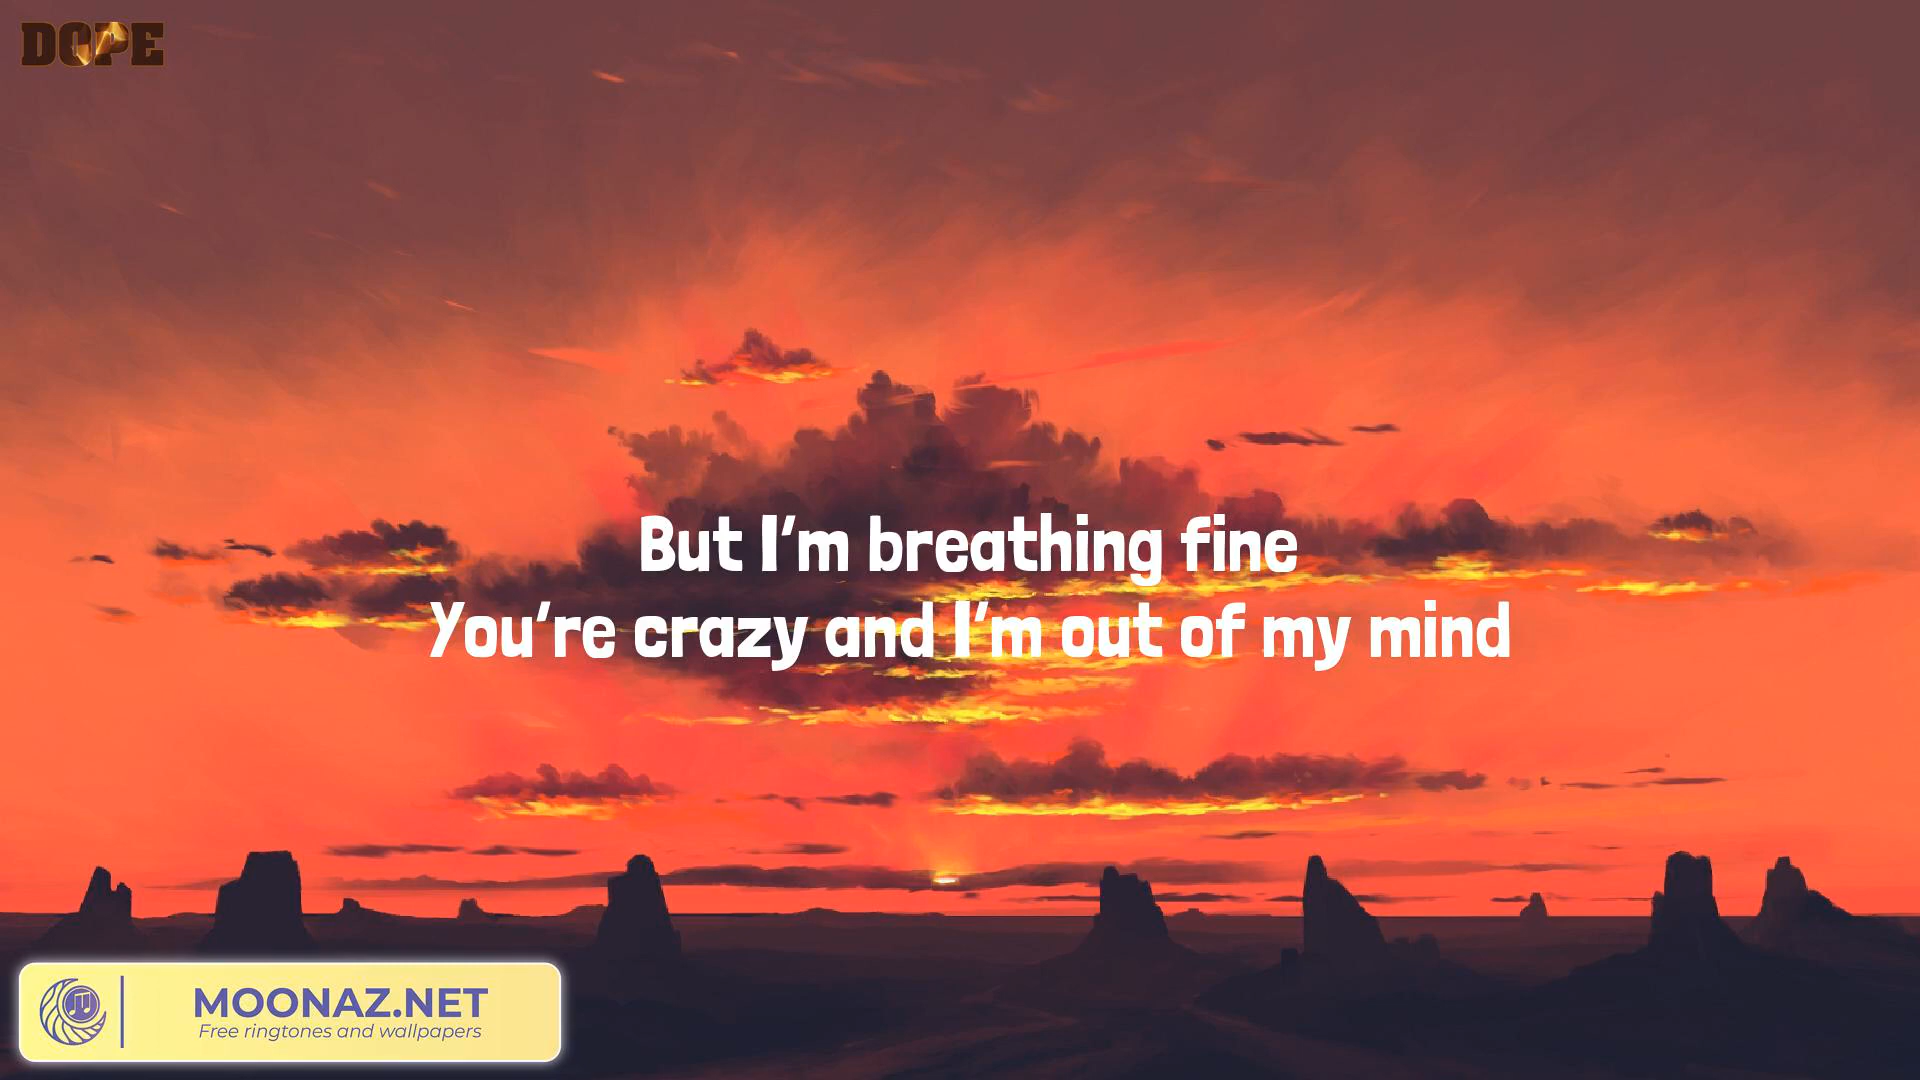 DOPE
But I'm breathing fine
You're crazy and I'm out of my mind
MOONAZ.NET
Free ringtones and wallpapers